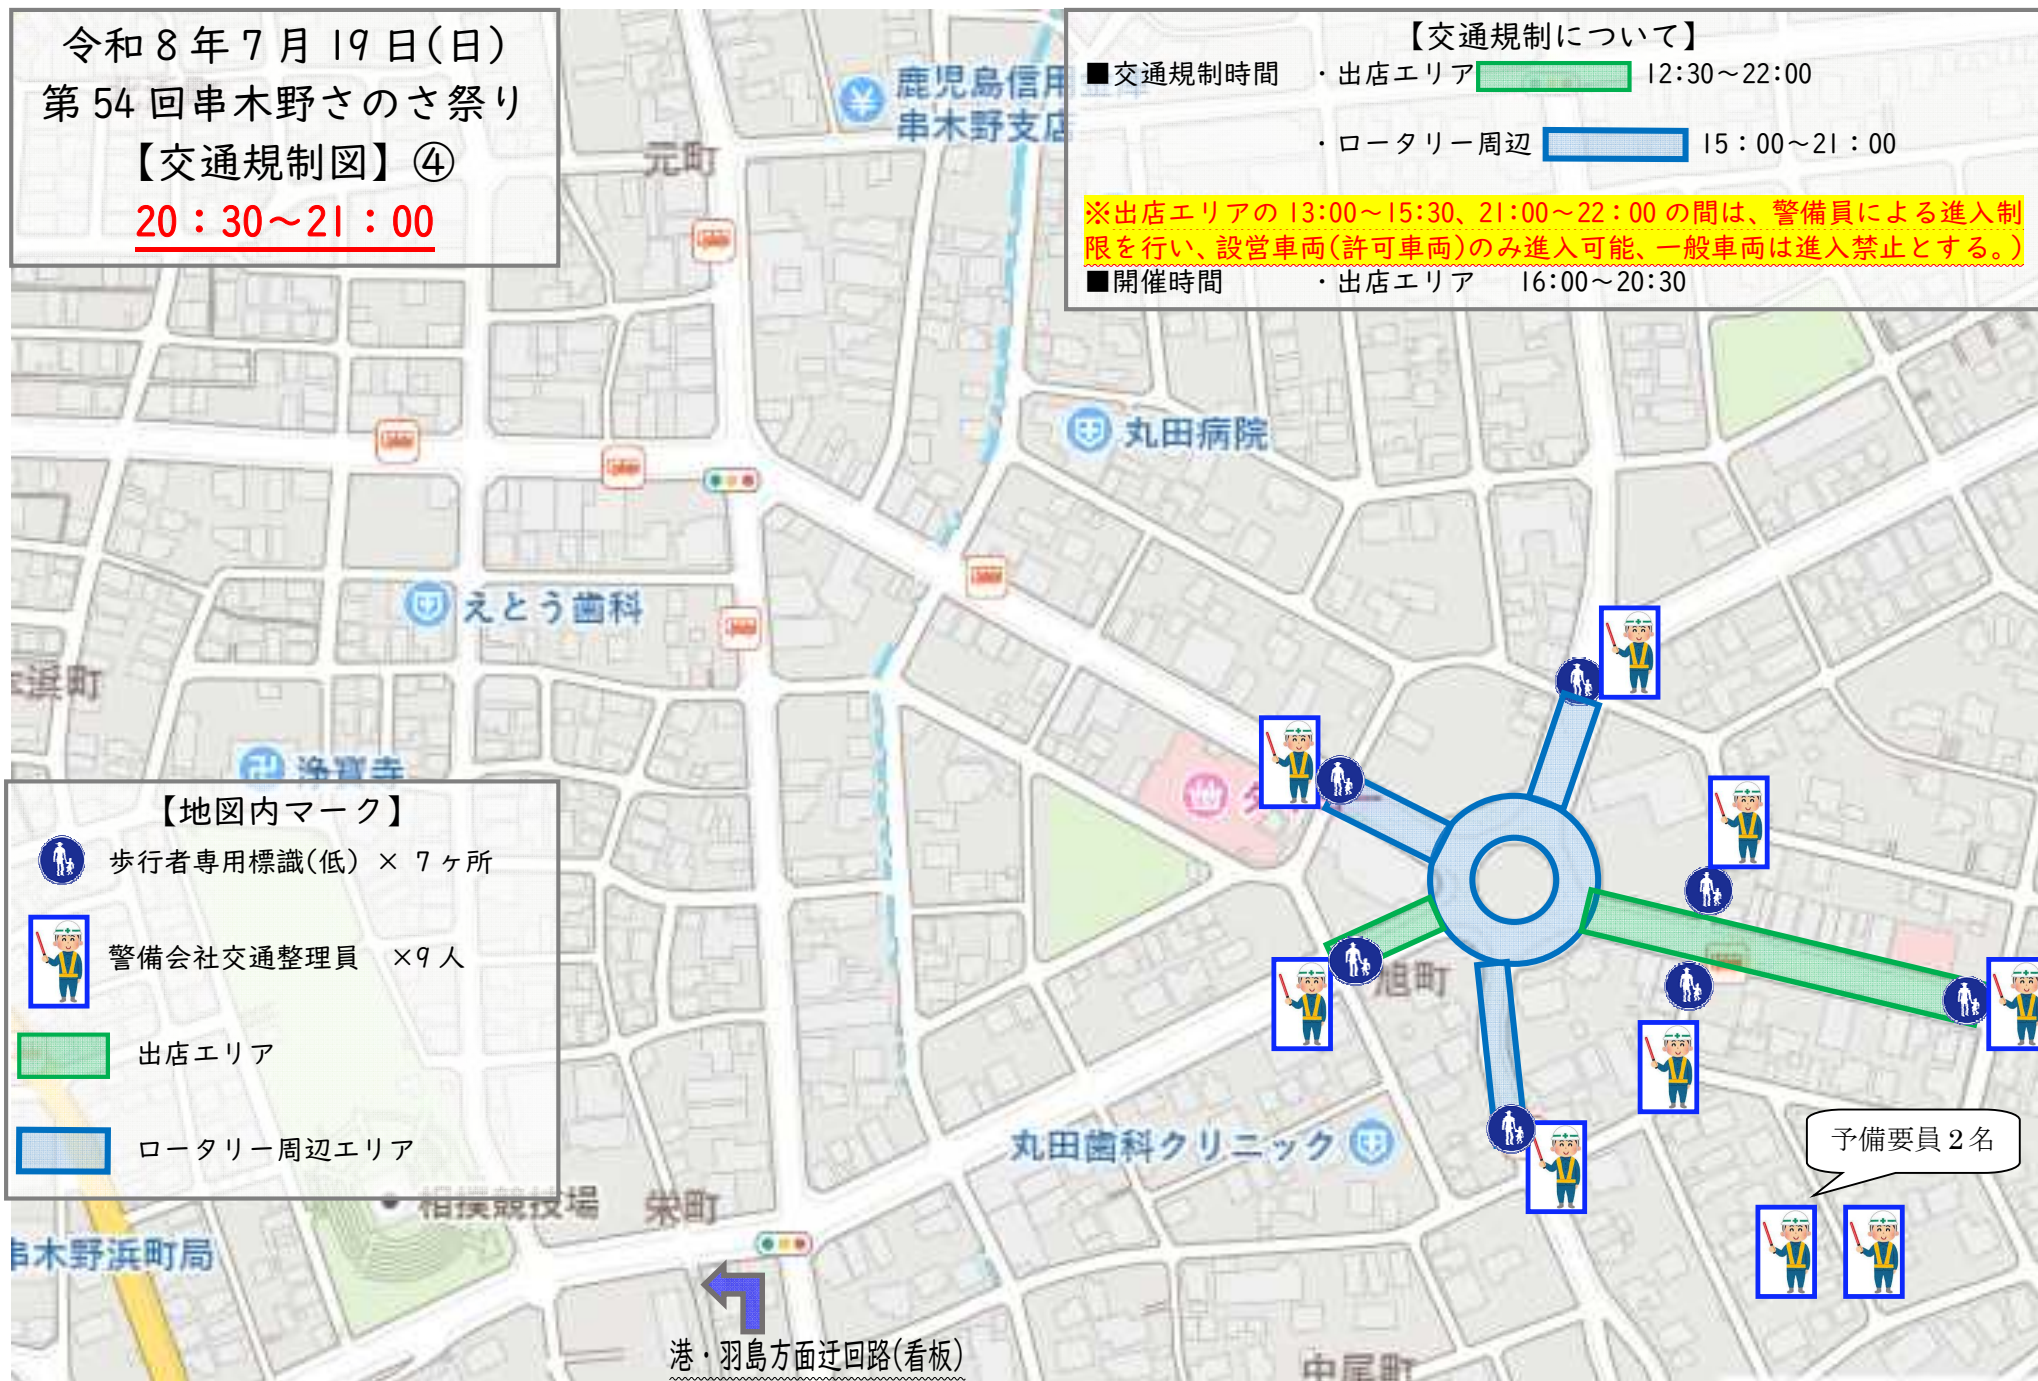 令和8年7月19日(日)
第54回串木野さのさ祭り
【交通規制図】④
20：30～21：00
【交通規制について】
■交通規制時間 ・出店エリア 12:30～22:00
・ロータリー周辺 15：00～21：00
※出店エリアの13:00～15:30、21:00～22：00の間は、警備員による進入制
限を行い、設営車両(許可車両)のみ進入可能、一般車両は進入禁止とする。)
■開催時間 ・出店エリア 16:00～20:30
鹿児島信用
串木野支店
元町
丸田病院
えとう歯科
浜町
浄寳寺
【地図内マーク】
歩行者専用標識(低) × 7ヶ所
警備会社交通整理員 ×9人
出店エリア
ロータリー周辺エリア
旭町
丸田歯科クリニック
予備要員2名
相撲競技場
栄町
串木野浜町局
港・羽島方面迂回路(看板)
中尾町